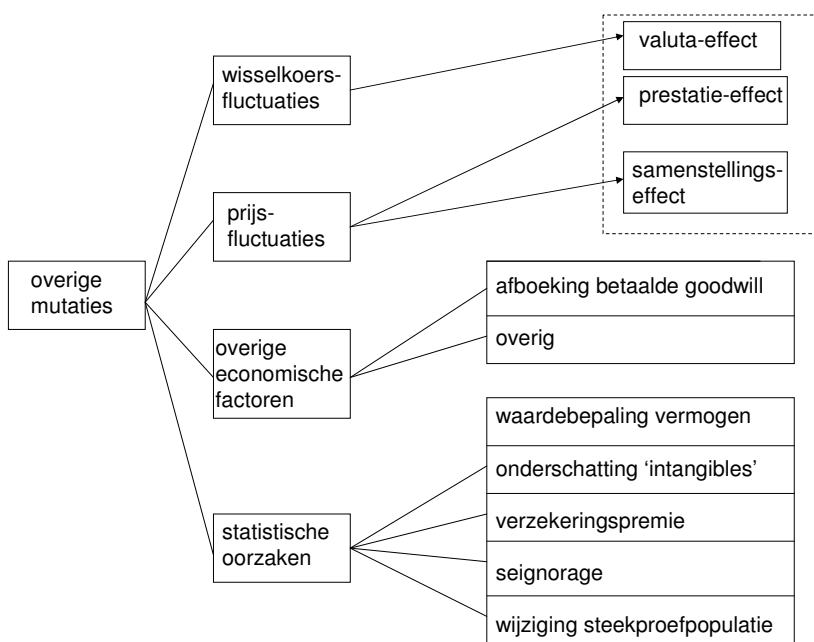 overige
mutaties
wisselkoers-
fluctuaties
prijs-
fluctuaties
overige
economische
factoren
statistische
oorzaken
valuta-effect
prestatie-effect
samenstellings-
effect
afboeking betaalde goodwill
overig
waardebepaling vermogen
onderschatting ‘intangibles’
verzekeringspremie
seignorage
wijziging steekproefpopulatie